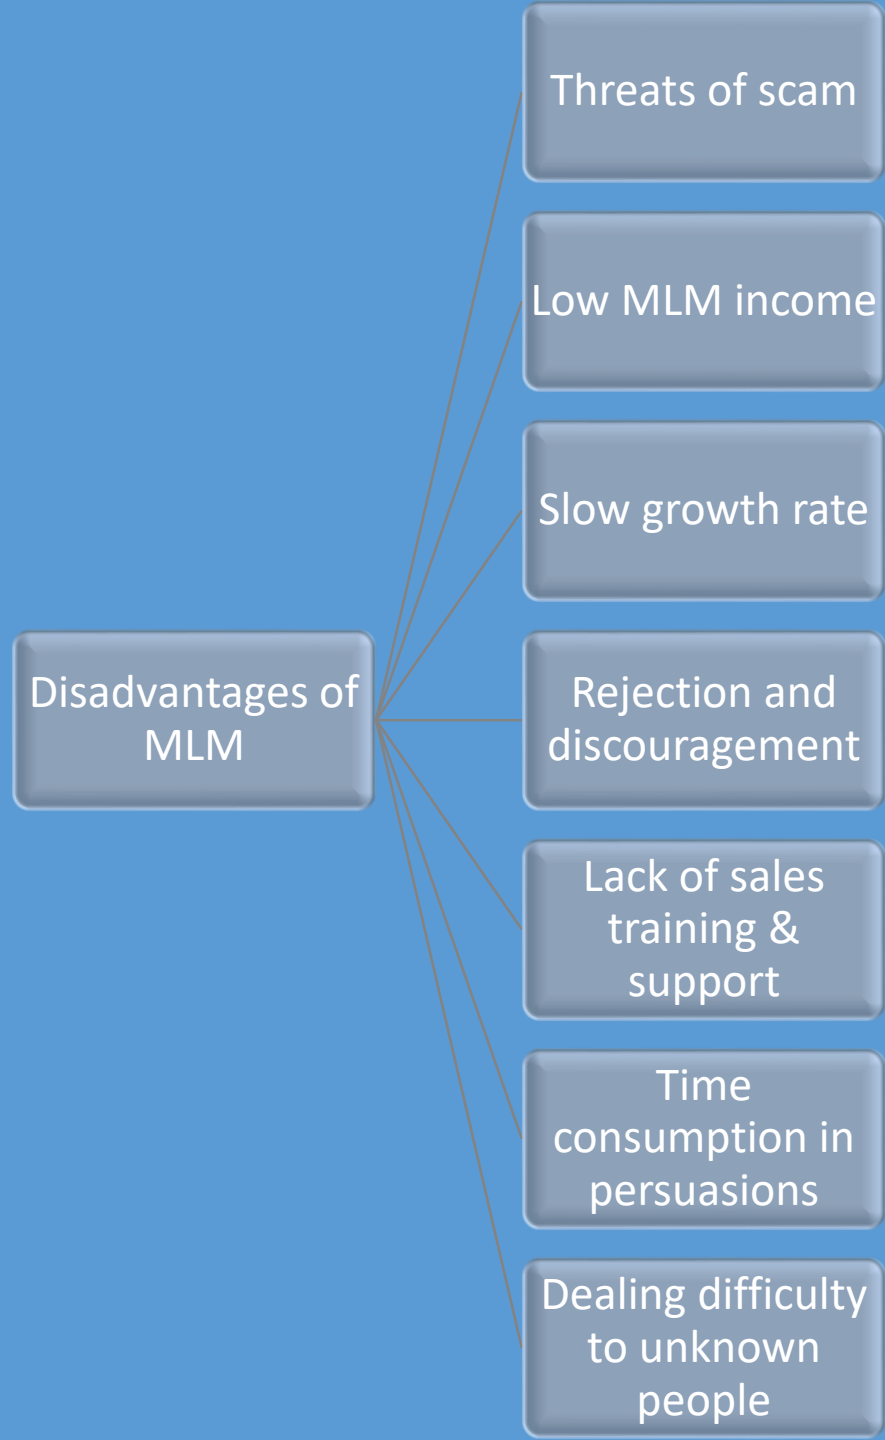 Threats of scam
Low MLM income
Slow growth rate
Disadvantages of
MLM
Rejection and
discouragement
Lack of sales
training &
support
Time
consumption in
persuasions
Dealing difficulty
to unknown
people